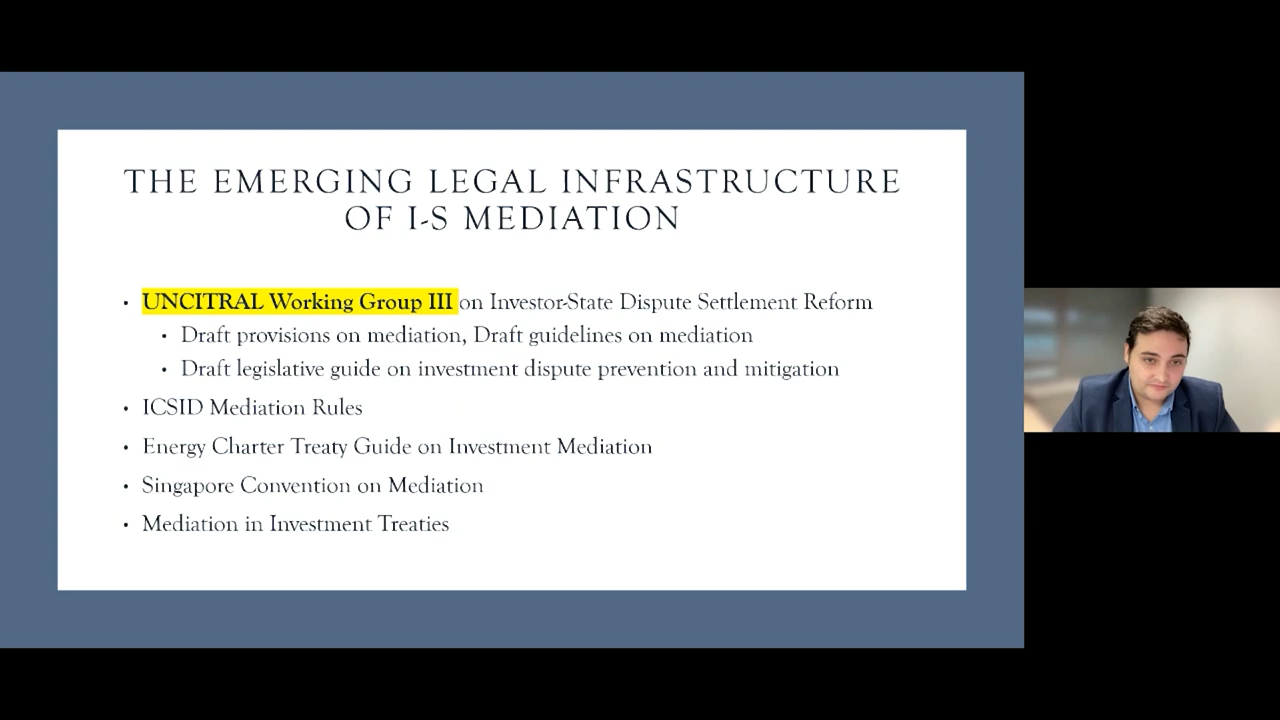 THE EMERGING LEGAL INFRASTRUCTURE
OF I-S MEDIATION
• UNCITRAL Working Group III on Investor-State Dispute Settlement Reform
• Draft provisions on mediation, Draft guidelines on mediation
• Draft legislative guide on investment dispute prevention and mitigation
• ICSID Mediation Rules
• Energy Charter Treaty Guide on Investment Mediation
• Singapore Convention on Mediation
• Mediation in Investment Treaties